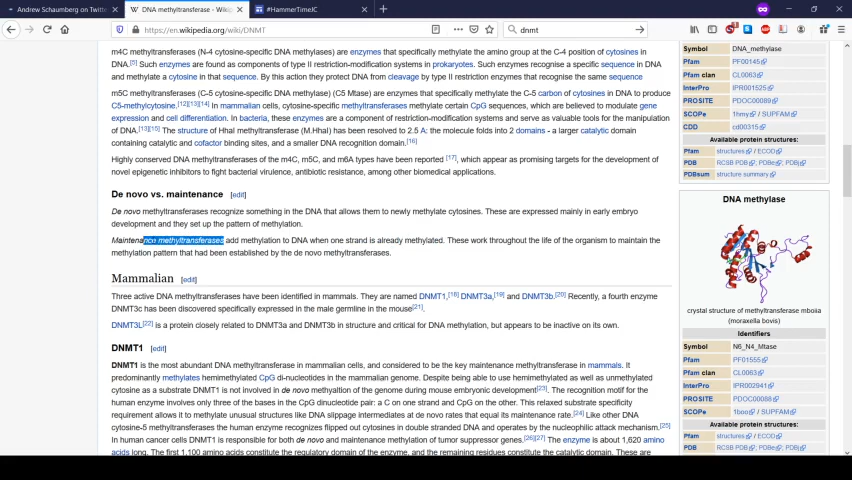 Andrew Schaumberg on Twitter
DNA methyltransferase - Wikip
#HammerTimeJC
https://en.wikipedia.org/wiki/DNMT
dnmt
m4C methyltransferases (N-4 cytosine-specific DNA methylases) are enzymes that specifically methylate the amino group at the C-4 position of cytosines in
DNA.[5] Such enzymes are found as components of type II restriction-modification systems in prokaryotes. Such enzymes recognise a specific sequence in DNA
and methylate a cytosine in that sequence. By this action they protect DNA from cleavage by type II restriction enzymes that recognise the same sequence
m5C methyltransferases (C-5 cytosine-specific DNA methylase) (C5 Mtase) are enzymes that specifically methylate the C-5 carbon of cytosines in DNA to produce
C5-methylcytosine.[12][13][14] In mammalian cells, cytosine-specific methyltransferases methylate certain CpG sequences, which are believed to modulate gene
expression and cell differentiation. In bacteria, these enzymes are a component of restriction-modification systems and serve as valuable tools for the manipulation
of DNA.[13][15] The structure of HhaI methyltransferase (M.HhaI) has been resolved to 2.5 A: the molecule folds into 2 domains - a larger catalytic domain
containing catalytic and cofactor binding sites, and a smaller DNA recognition domain.[16]
Highly conserved DNA methyltransferases of the m4C, m5C, and m6A types have been reported [17], which appear as promising targets for the development of
novel epigenetic inhibitors to fight bacterial virulence, antibiotic resistance, among other biomedical applications.
De novo vs. maintenance [edit]
De novo methyltransferases recognize something in the DNA that allows them to newly methylate cytosines. These are expressed mainly in early embryo
development and they set up the pattern of methylation.
Maintenance methyltransferases add methylation to DNA when one strand is already methylated. These work throughout the life of the organism to maintain the
methylation pattern that had been established by the de novo methyltransferases.
Mammalian [edit]
Three active DNA methyltransferases have been identified in mammals. They are named DNMT1,[18] DNMT3a,[19] and DNMT3b.[20] Recently, a fourth enzyme
DNMT3c has been discovered specifically expressed in the male germline in the mouse[21].
DNMT3L[22] is a protein closely related to DNMT3a and DNMT3b in structure and critical for DNA methylation, but appears to be inactive on its own.
DNMT1 [edit]
DNMT1 is the most abundant DNA methyltransferase in mammalian cells, and considered to be the key maintenance methyltransferase in mammals. It
predominantly methylates hemimethylated CpG di-nucleotides in the mammalian genome. Despite being able to use hemimethylated as well as unmethylated
cytosine as a substrate DNMT1 is not involved in de novo methyaltion of the genome during mouse embryonic development[23]. The recognition motif for the
human enzyme involves only three of the bases in the CpG dinucleotide pair: a C on one strand and CpG on the other. This relaxed substrate specificity
requirement allows it to methylate unusual structures like DNA slippage intermediates at de novo rates that equal its maintenance rate.[24] Like other DNA
cytosine-5 methyltransferases the human enzyme recognizes flipped out cytosines in double stranded DNA and operates by the nucleophilic attack mechanism.[25]
In human cancer cells DNMT1 is responsible for both de novo and maintenance methylation of tumor suppressor genes.[26][27] The enzyme is about 1,620 amino
acids long. The first 1,100 amino acids constitute the regulatory domain of the enzyme, and the remaining residues constitute the catalytic domain. These are
Symbol DNA_methylase
Pfam PF00145
Pfam clan CL0063
InterPro IPR001525
PROSITE PDOC00089
SCOPe 1hmy / SUPFAM
CDD cd00315
Available protein structures:
Pfam structures / ECOD
PDB RCSB PDB; PDBe; PDBj
PDBsum structure summary
DNA methylase
crystal structure of methyltransferase mboiia
(moraxella bovis)
Identifiers
Symbol N6_N4_Mtase
Pfam PF01555
Pfam clan CL0063
InterPro IPR002941
PROSITE PDOC00088
SCOPe 1boo / SUPFAM
Available protein structures:
Pfam structures / ECOD
PDB RCSB PDB; PDBe; PDBj